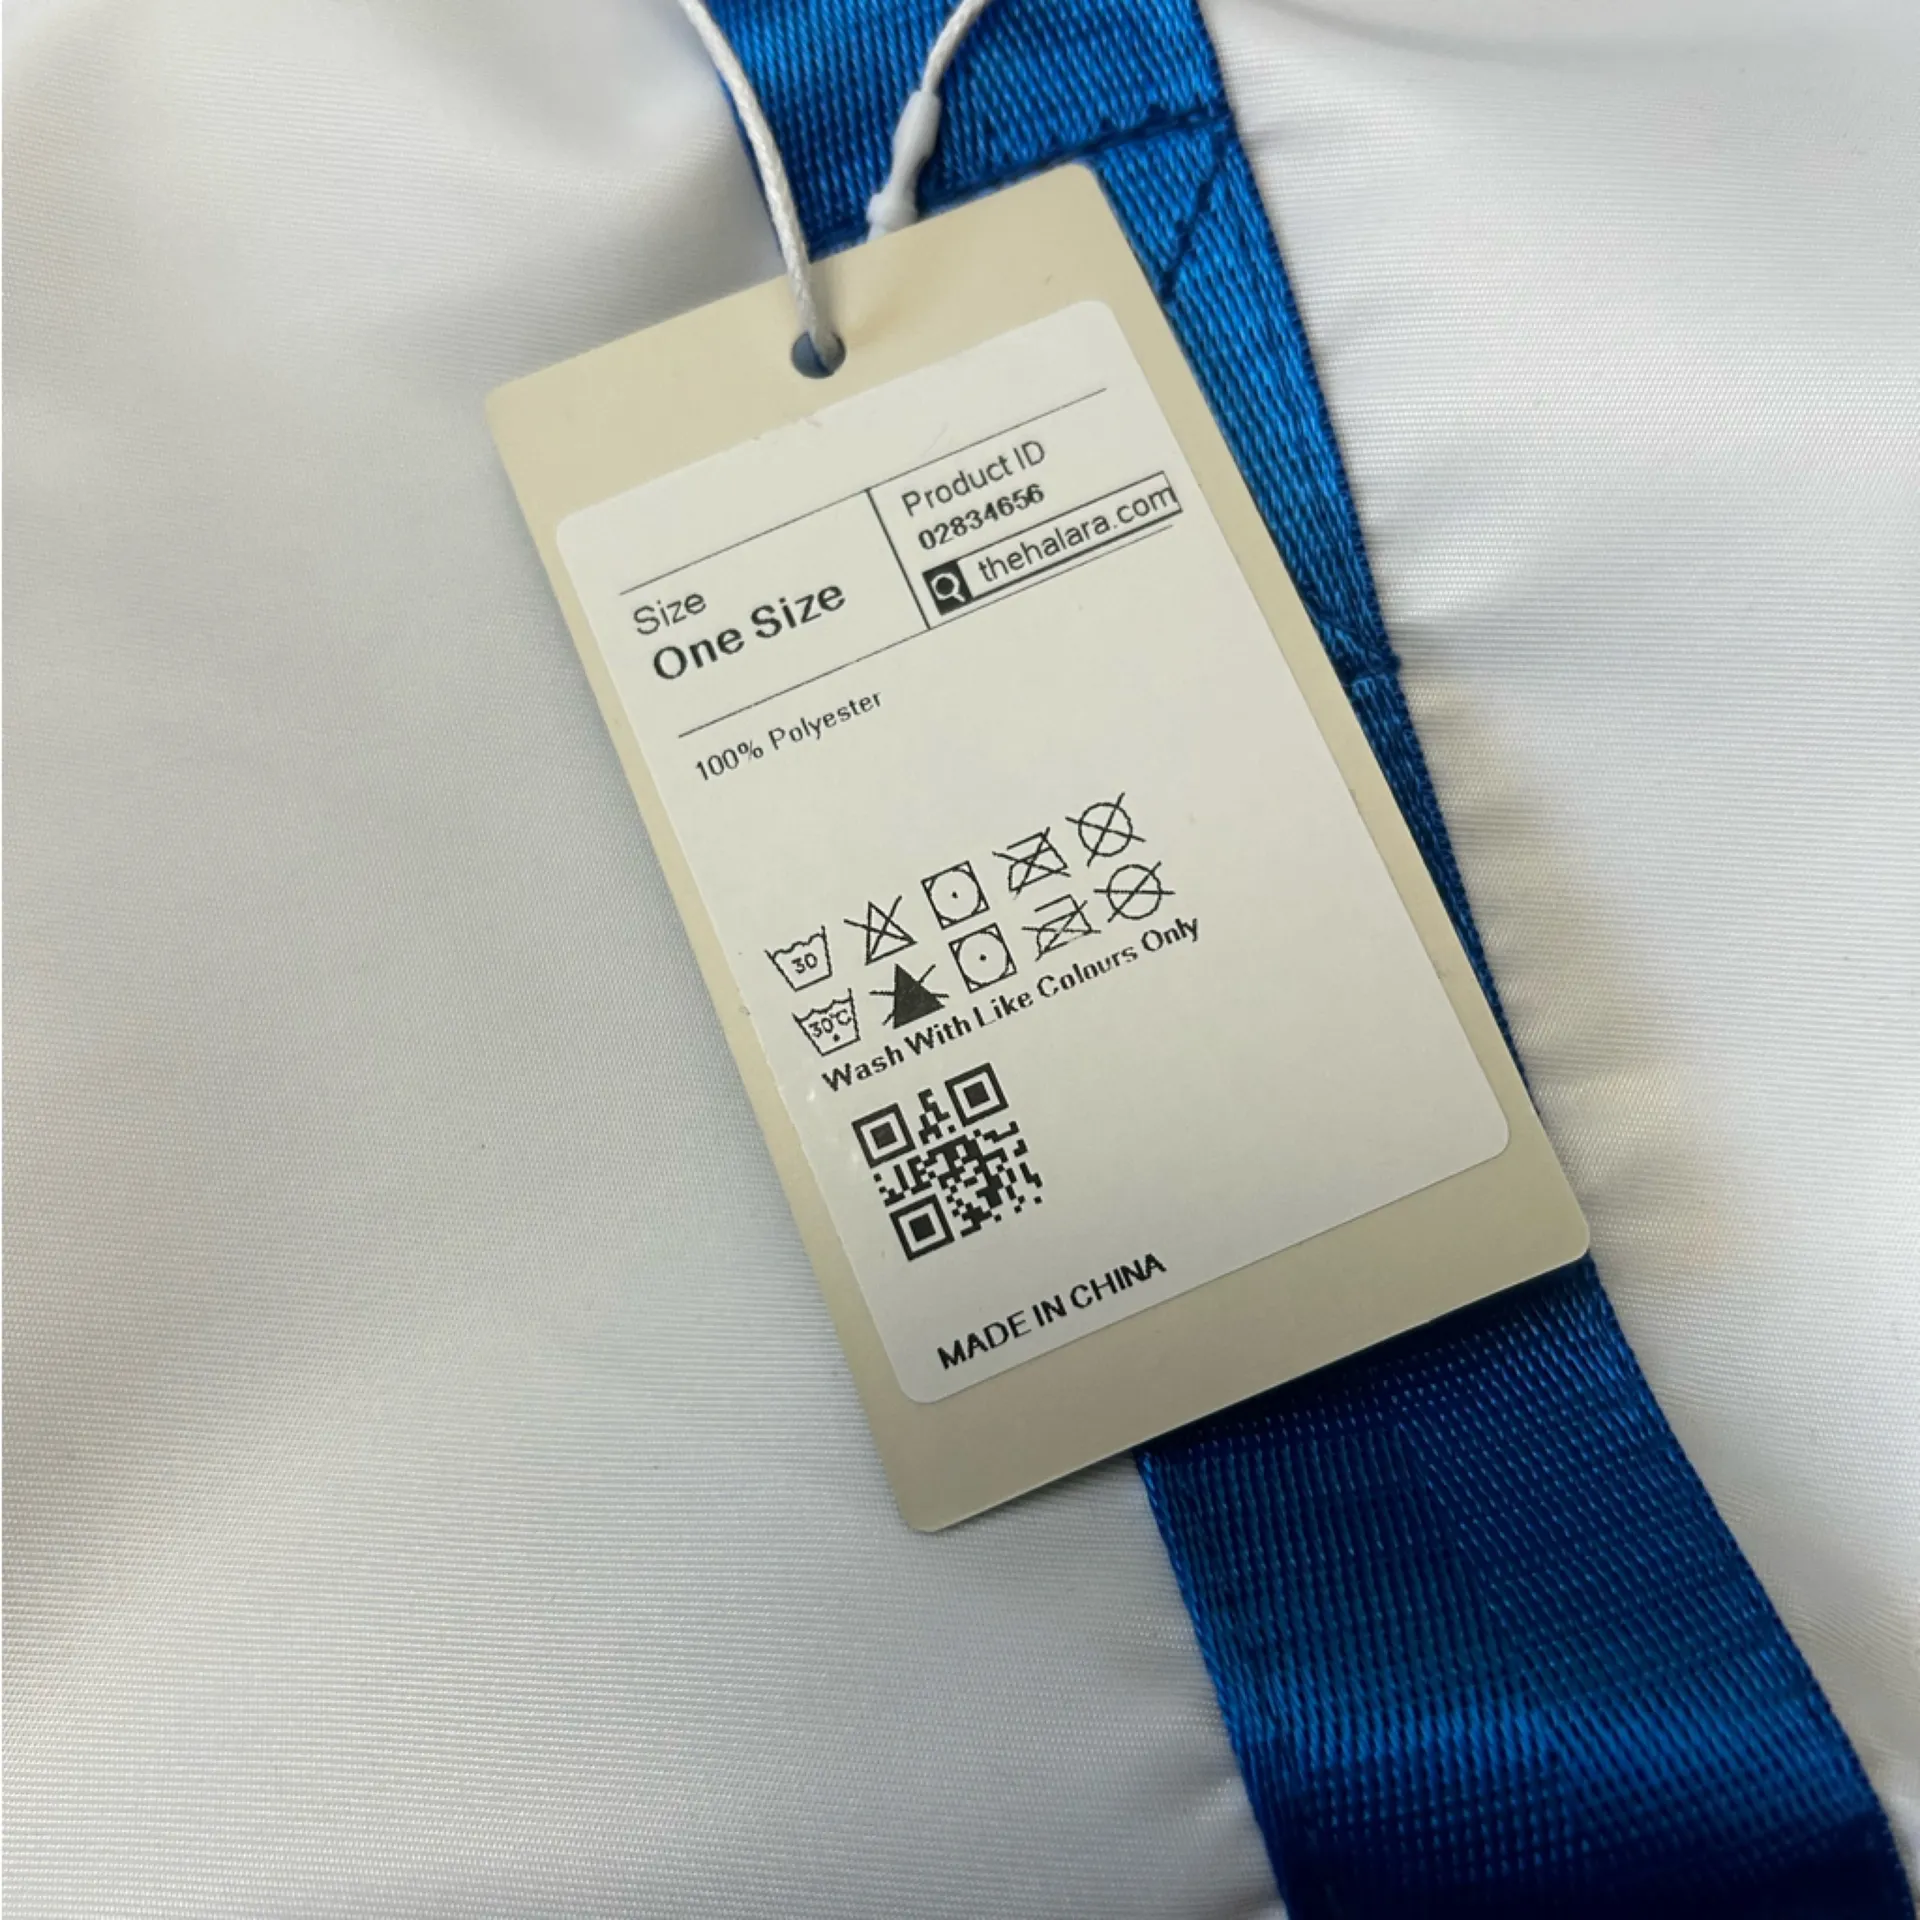 Size
One Size
Product ID
02834656
thehalara.com
100% Polyester
30
30°C
Wash With Like Colours Only
MADE IN CHINA